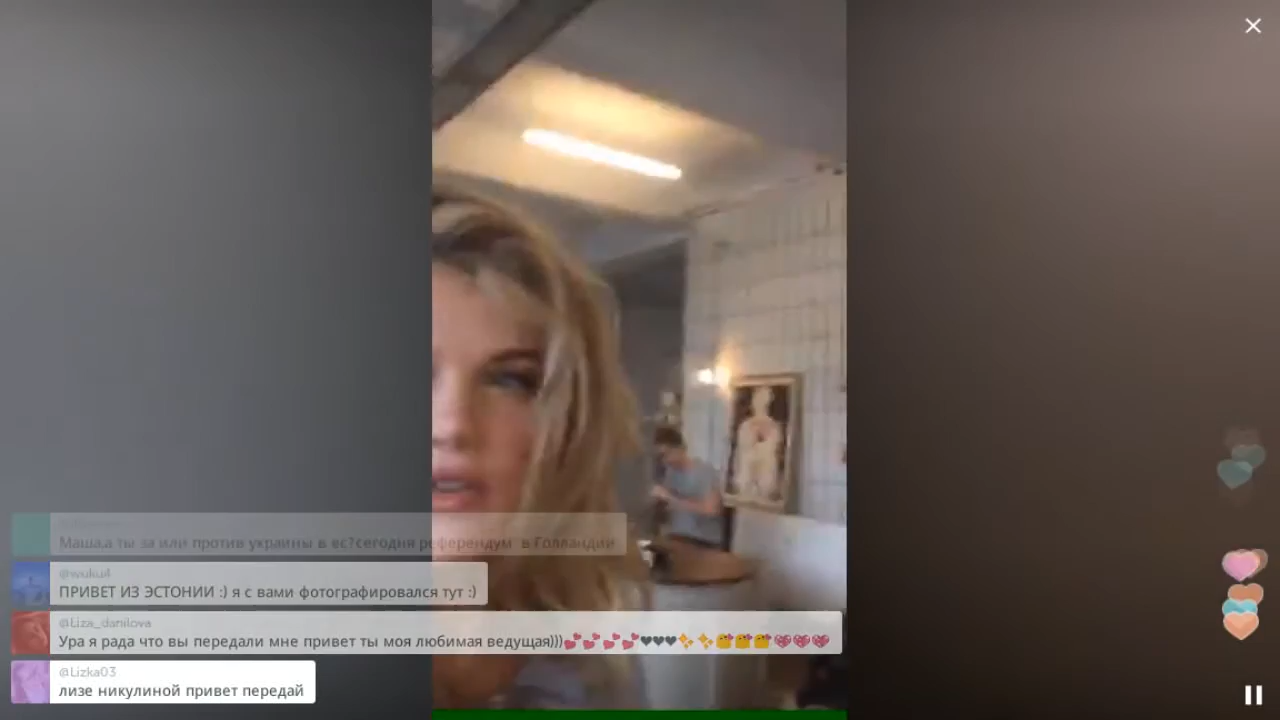 Маша,а ты за или против украины в ес?сегодня референдум в Голландии
@wuku4
ПРИВЕТ ИЗ ЭСТОНИИ :) я с вами фотографировался тут :)
@Liza_danilova
Ура я рада что вы передали мне привет ты моя любимая ведущая)))💕💕💕💕❤❤❤✨✨😻😻😻💖💖💖
@Lizka03
лизе никулиной привет передай